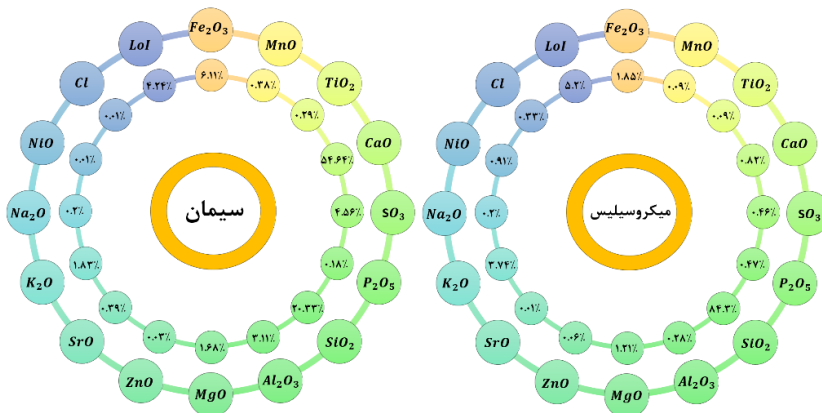 Fe₂O₃
MnO
TiO₂
CaO
SO₃
P₂O₅
SiO₂
Al₂O₃
MgO
ZnO
SrO
K₂O
Na₂O
NiO
Cl
LoI
۶.۱۱٪
۰.۳۸٪
۰.۲۹٪
۵۴.۶۴٪
۴.۵۶٪
۰.۱۸٪
۲۰.۳۳٪
۳.۱۱٪
۱.۶۸٪
۰.۰۳٪
۰.۳۹٪
۱.۸۳٪
۰.۲٪
۰.۰۱٪
۰.۰۱٪
۴.۲۴٪
سیمان
Fe₂O₃
MnO
TiO₂
CaO
SO₃
P₂O₅
SiO₂
Al₂O₃
MgO
ZnO
SrO
K₂O
Na₂O
NiO
Cl
LoI
۱.۸۵٪
۰.۰۹٪
۰.۰۹٪
۰.۸۲٪
۰.۴۶٪
۰.۴۷٪
۸۴.۳٪
۰.۲۸٪
۱.۲۱٪
۰.۰۶٪
۰.۰۱٪
۳.۷۴٪
۰.۲٪
۰.۹۱٪
۰.۳۳٪
۵.۲٪
میکروسیلیس